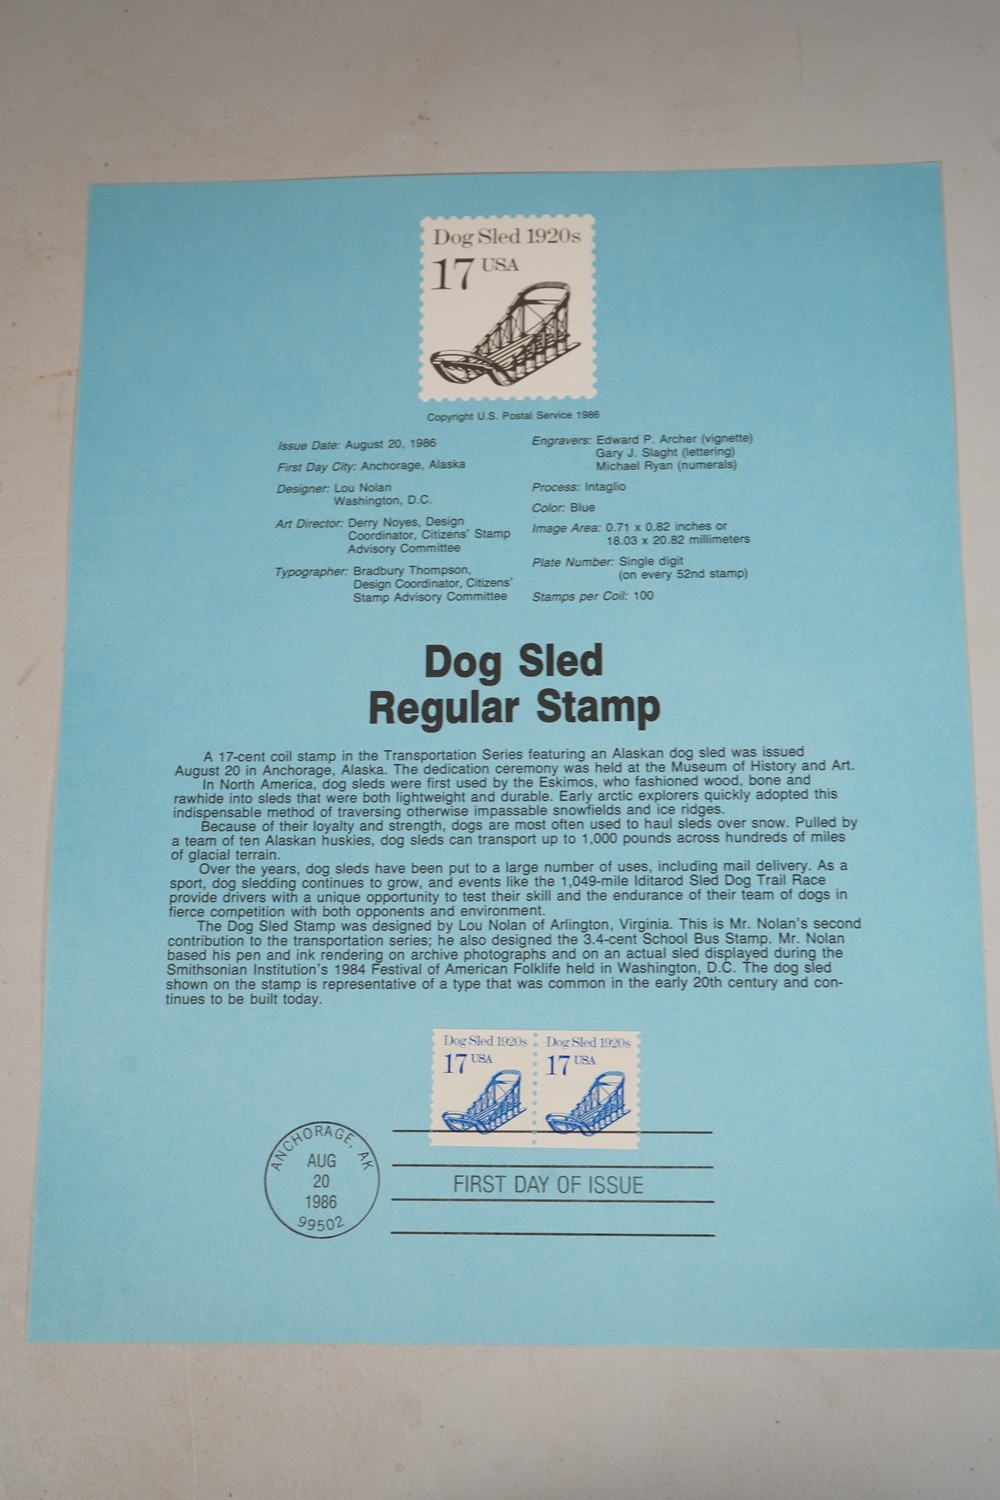 Dog Sled 1920s
17 USA
Copyright U.S. Postal Service 1986
Issue Date: August 20, 1986
First Day City: Anchorage, Alaska
Designer: Lou Nolan
Washington, D.C.
Art Director: Derry Noyes, Design
Coordinator, Citizens' Stamp
Advisory Committee
Typographer: Bradbury Thompson,
Design Coordinator, Citizens'
Stamp Advisory Committee
Engravers: Edward P. Archer (vignette)
Gary J. Slaght (lettering)
Michael Ryan (numerals)
Process: Intaglio
Color: Blue
Image Area: 0.71 x 0.82 inches or
18.03 x 20.82 millimeters
Plate Number: Single digit
(on every 52nd stamp)
Stamps per Coil: 100
Dog Sled
Regular Stamp
A 17-cent coil stamp in the Transportation Series featuring an Alaskan dog sled was issued
August 20 in Anchorage, Alaska. The dedication ceremony was held at the Museum of History and Art.
In North America, dog sleds were first used by the Eskimos, who fashioned wood, bone and
rawhide into sleds that were both lightweight and durable. Early arctic explorers quickly adopted this
indispensable method of traversing otherwise impassable snowfields and ice ridges.
Because of their loyalty and strength, dogs are most often used to haul sleds over snow. Pulled by
a team of ten Alaskan huskies, dog sleds can transport up to 1,000 pounds across hundreds of miles
of glacial terrain.
Over the years, dog sleds have been put to a large number of uses, including mail delivery. As a
sport, dog sledding continues to grow, and events like the 1,049-mile Iditarod Sled Dog Trail Race
provide drivers with a unique opportunity to test their skill and the endurance of their team of dogs in
fierce competition with both opponents and environment.
The Dog Sled Stamp was designed by Lou Nolan of Arlington, Virginia. This is Mr. Nolan's second
contribution to the transportation series; he also designed the 3.4-cent School Bus Stamp. Mr. Nolan
based his pen and ink rendering on archive photographs and on an actual sled displayed during the
Smithsonian Institution's 1984 Festival of American Folklife held in Washington, D.C. The dog sled
shown on the stamp is representative of a type that was common in the early 20th century and con-
tinues to be built today.
Dog Sled 1920s
17 USA
Dog Sled 1920s
17 USA
ANCHORAGE, AK
AUG
20
1986
99502
FIRST DAY OF ISSUE